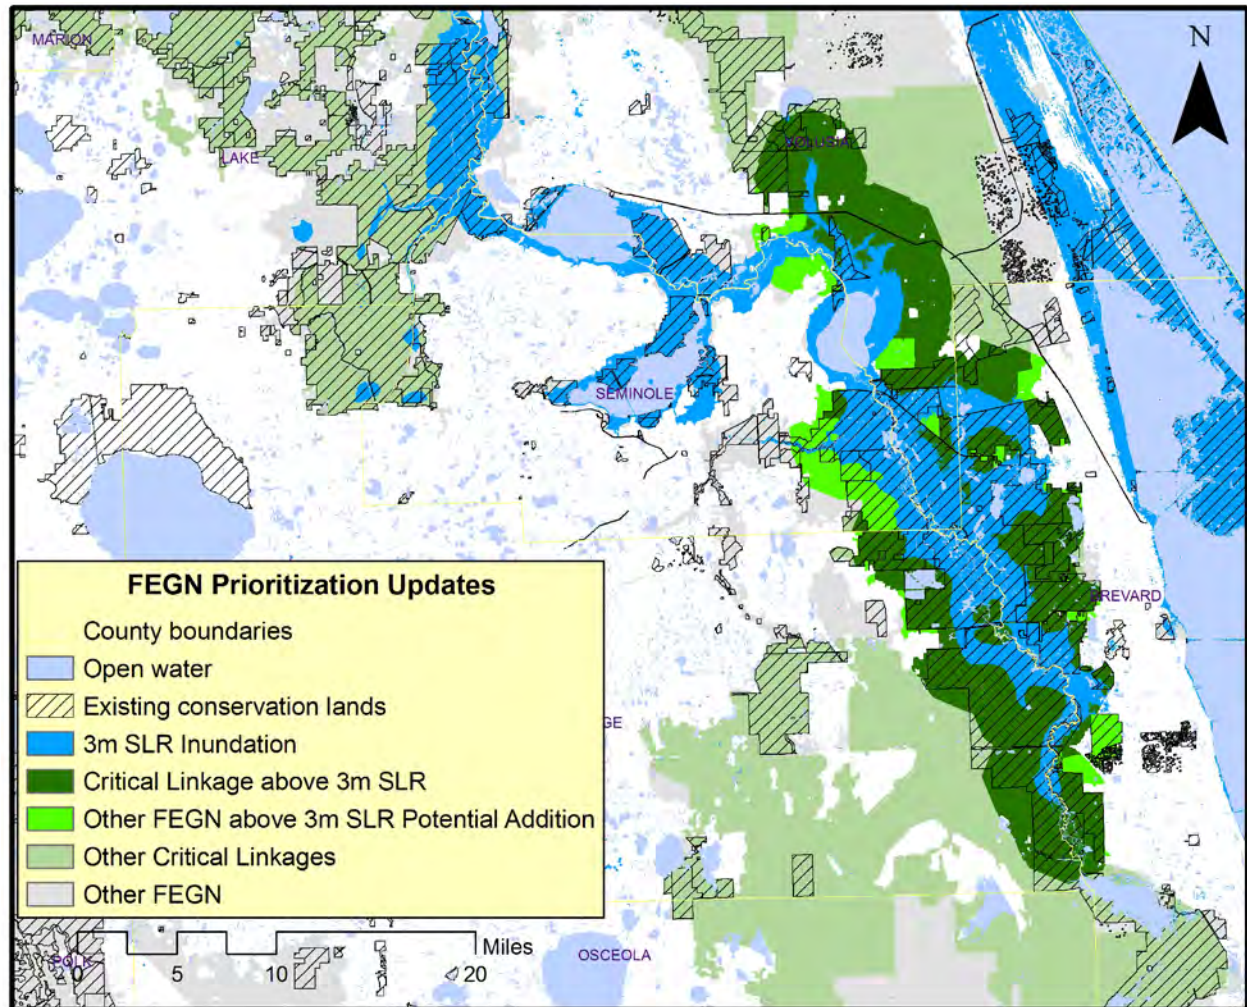 MARION
N
LAKE
VOLUSIA
SEMINOLE
BREVARD
GE
OSCEOLA
POLK
FEGN Prioritization Updates
County boundaries
Open water
Existing conservation lands
3m SLR Inundation
Critical Linkage above 3m SLR
Other FEGN above 3m SLR Potential Addition
Other Critical Linkages
Other FEGN
Miles
0 5 10 20